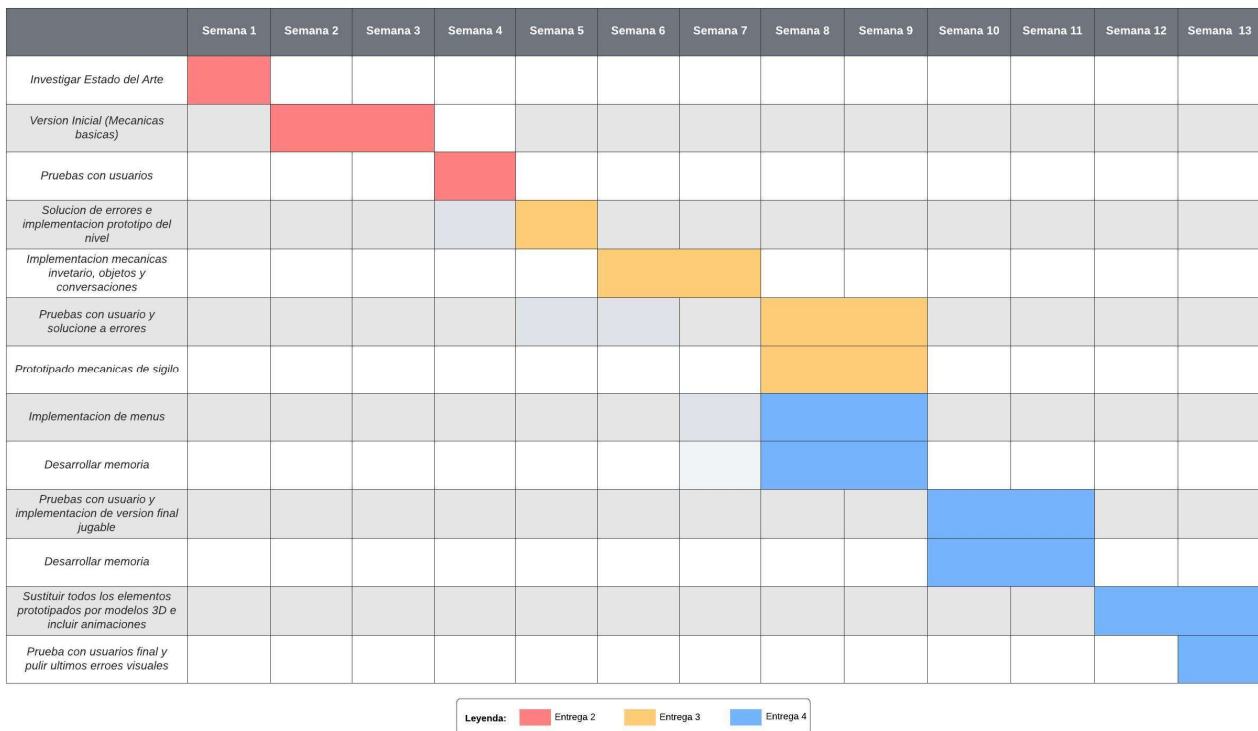 Semana 1 Semana 2 Semana 3 Semana 4 Semana 5 Semana 6 Semana 7 Semana 8 Semana 9 Semana 10 Semana 11 Semana 12 Semana 13
Investigar Estado del Arte
Version Inicial (Mecanicas
basicas)
Pruebas con usuarios
Solucion de errores e
implementacion prototipo del
nivel
Implementacion mecanicas
invetario, objetos y
conversaciones
Pruebas con usuario y
solucione a errores
Prototipado mecanicas de sigilo
Implementacion de menus
Desarrollar memoria
Pruebas con usuario y
implementacion de version final
jugable
Desarrollar memoria
Sustituir todos los elementos
prototipados por modelos 3D e
incluir animaciones
Prueba con usuarios final y
pulir ultimos erroes visuales
Leyenda: Entrega 2 Entrega 3 Entrega 4